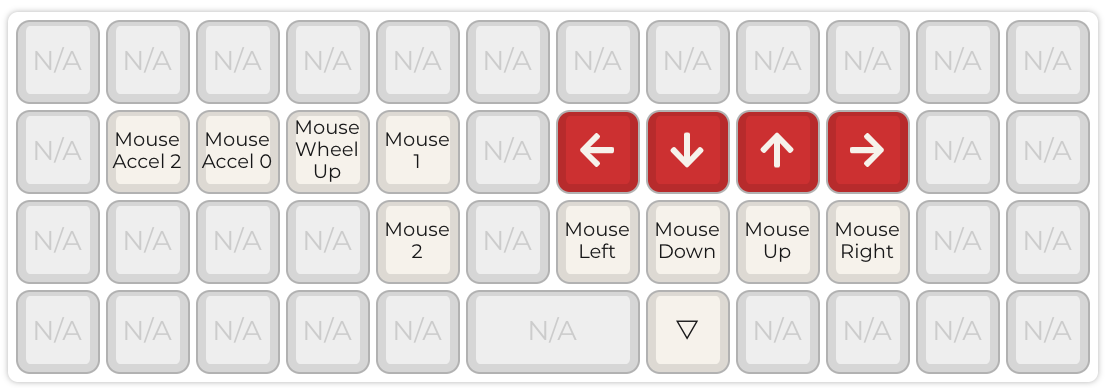 N/A N/A N/A N/A N/A N/A N/A N/A N/A N/A N/A N/A
N/A Mouse Accel 2 Mouse Accel 0 Mouse Wheel Up Mouse 1 N/A ← ↓ ↑ → N/A N/A
N/A N/A N/A N/A Mouse 2 N/A Mouse Left Mouse Down Mouse Up Mouse Right N/A N/A
N/A N/A N/A N/A N/A N/A ▽ N/A N/A N/A N/A